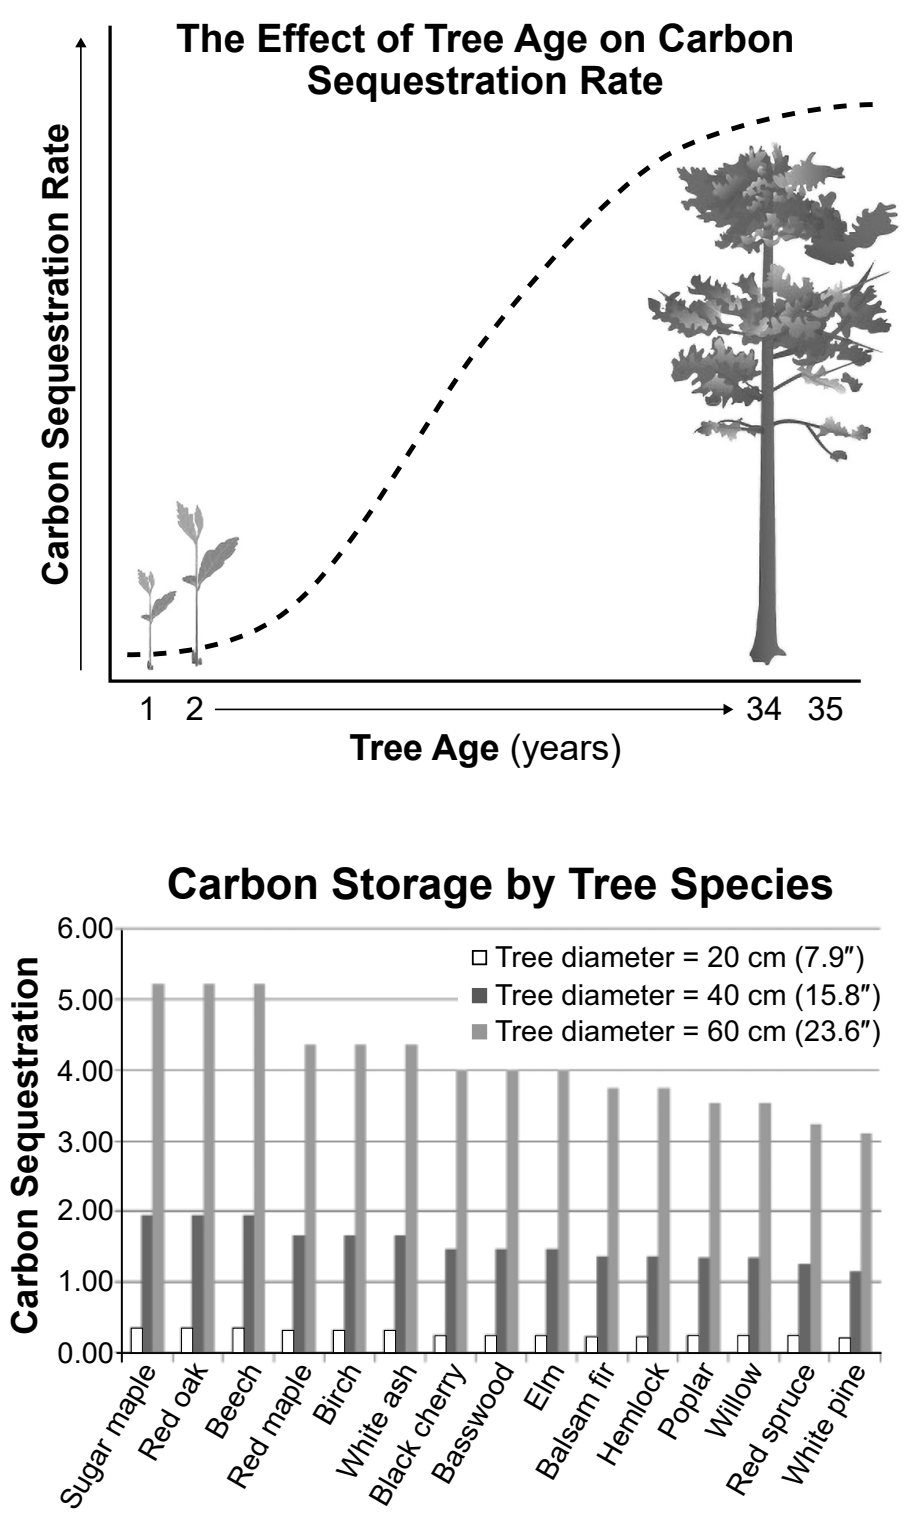 The Effect of Tree Age on Carbon
Sequestration Rate
Carbon Sequestration Rate
1 2 34 35
Tree Age (years)
Carbon Storage by Tree Species
Carbon Sequestration
6.00
5.00
4.00
3.00
2.00
1.00
0.00
Tree diameter = 20 cm (7.9″)
Tree diameter = 40 cm (15.8″)
Tree diameter = 60 cm (23.6″)
Sugar maple
Red oak
Beech
Red maple
Birch
White ash
Black cherry
Basswood
Elm
Balsam fir
Hemlock
Poplar
Willow
Red spruce
White pine